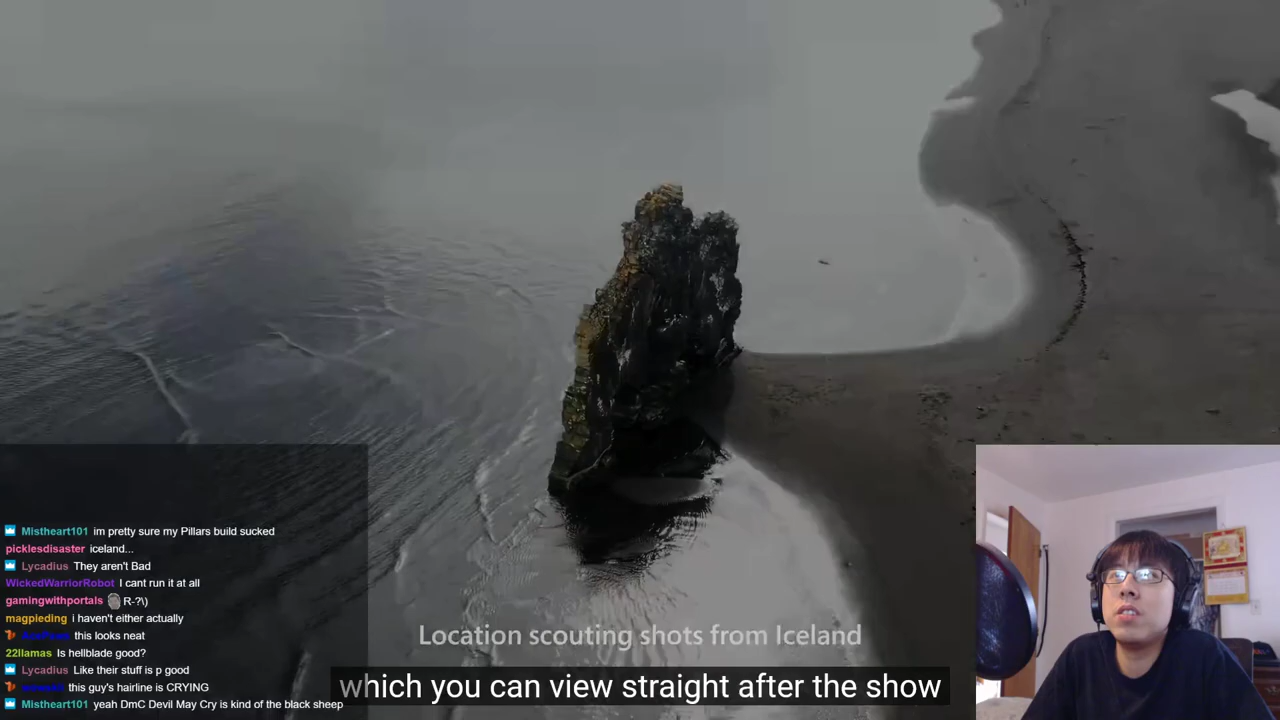 Mistheart101 im pretty sure my Pillars build sucked
picklesdisaster iceland...
Lycadius They aren't Bad
WickedWarriorRobot I cant run it at all
gamingwithportals R-?\)
magpieding i haven't either actually
this looks neat
22llamas Is hellblade good?
Lycadius Like their stuff is p good
this guy's hairline is CRYING
Mistheart101 yeah DmC Devil May Cry is kind of the black sheep
Location scouting shots from Iceland
which you can view straight after the show